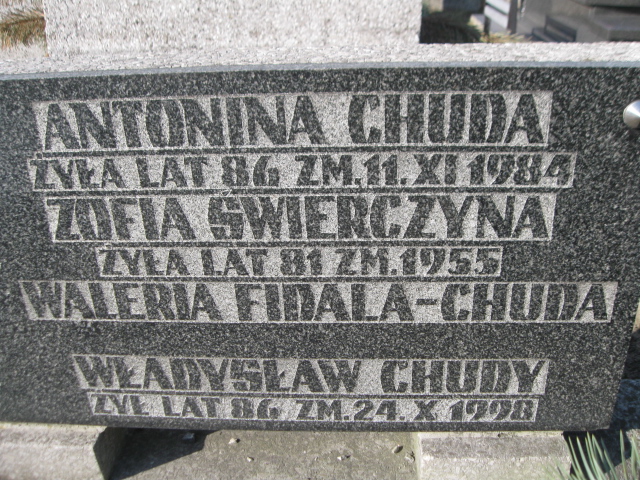 ANTONINA CHUDA
ŻYŁA LAT 86 ZM. 11. XI 1984
ZOFIA ŚWIERCZYNA
ŻYŁA LAT 81 ZM. 1955
WALERIA FIDALA-CHUDA
WŁADYSŁAW CHUDY
ŻYŁ LAT 86 ZM. 24. X 1998